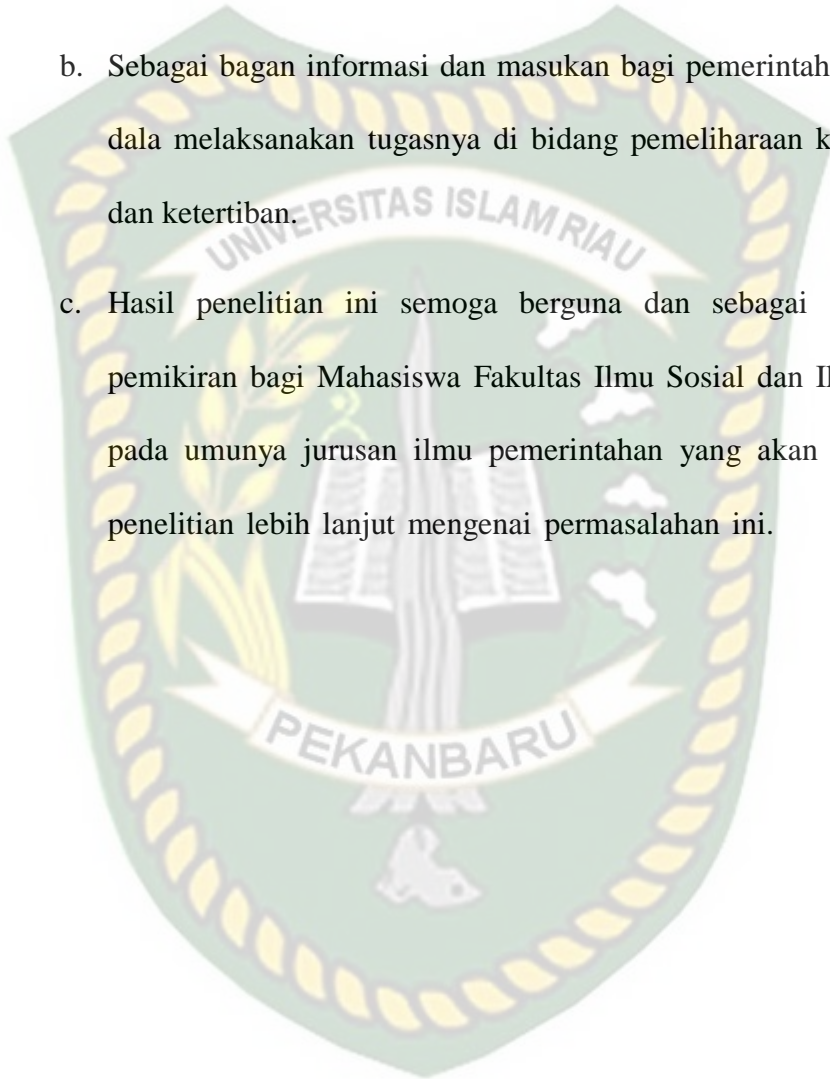 b. Sebagai bagan informasi dan masukan bagi pemerintah
dala melaksanakan tugasnya di bidang pemeliharaan
dan ketertiban.
UNIVERSITAS ISLAM RIAU
c. Hasil penelitian ini semoga berguna dan sebagai
pemikiran bagi Mahasiswa Fakultas Ilmu Sosial dan
pada umunya jurusan ilmu pemerintahan yang akan
penelitian lebih lanjut mengenai permasalahan ini.
PEKANBARU